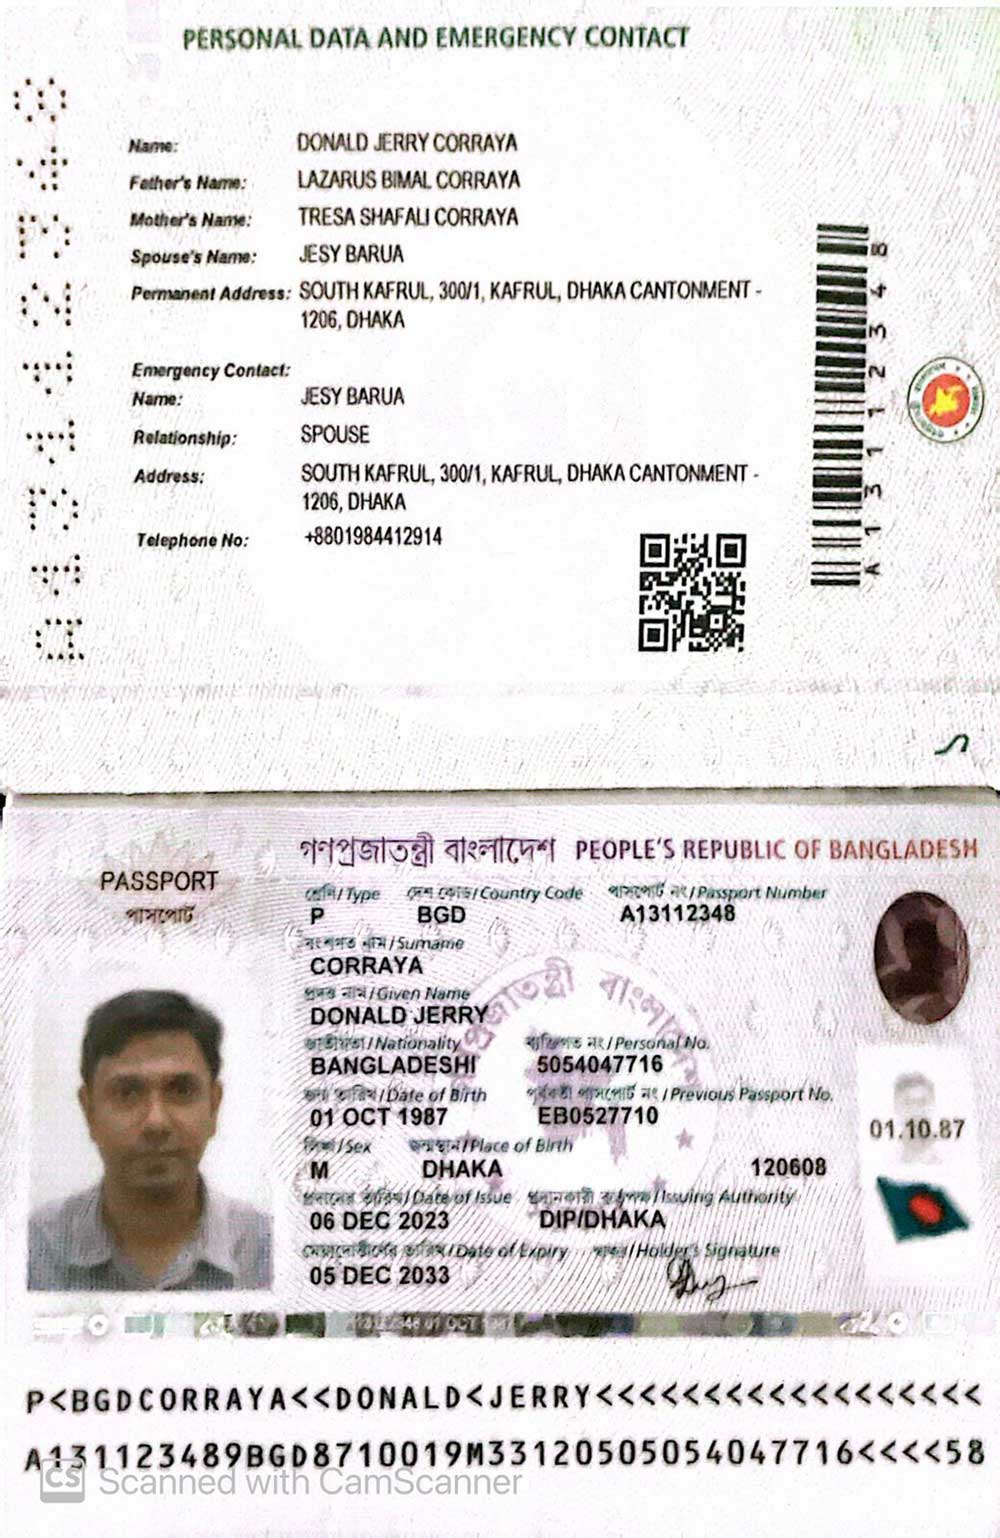 PERSONAL DATA AND EMERGENCY CONTACT
Name: DONALD JERRY CORRAYA
Father's Name: LAZARUS BIMAL CORRAYA
Mother's Name: TRESA SHAFALI CORRAYA
Spouse's Name: JESY BARUA
Permanent Address: SOUTH KAFRUL, 300/1, KAFRUL, DHAKA CANTONMENT -
1206, DHAKA
Emergency Contact:
Name: JESY BARUA
Relationship: SPOUSE
Address: SOUTH KAFRUL, 300/1, KAFRUL, DHAKA CANTONMENT -
1206, DHAKA
Telephone No: +8801984412914
A13112348
A13112348
গণপ্রজাতন্ত্রী বাংলাদেশ PEOPLE'S REPUBLIC OF BANGLADESH
PASSPORT
পাসপোর্ট
শ্রেণি/Type দেশ কোড/Country Code পাসপোর্ট নং/Passport Number
P BGD A13112348
বংশগত নাম/Surname
CORRAYA
প্রদত্ত নাম/Given Name
DONALD JERRY
জাতীয়তা/Nationality ব্যক্তিগত নং/Personal No.
BANGLADESHI 5054047716
জন্ম তারিখ/Date of Birth পূর্ববর্তী পাসপোর্ট নং/Previous Passport No.
01 OCT 1987 EB0527710
লিঙ্গ/Sex জন্মস্থান/Place of Birth
M DHAKA 120608
প্রদানের তারিখ/Date of Issue প্রদানকারী কর্তৃপক্ষ/Issuing Authority
06 DEC 2023 DIP/DHAKA
মেয়াদোত্তীর্ণের তারিখ/Date of Expiry স্বাক্ষর/Holder's Signature
05 DEC 2033
01.10.87
P<BGDCORRAYA<<DONALD<JERRY<<<<<<<<<<<<<<<<<<
A131123489BGD8710019M33120505054047716<<<<58
CS Scanned with CamScanner